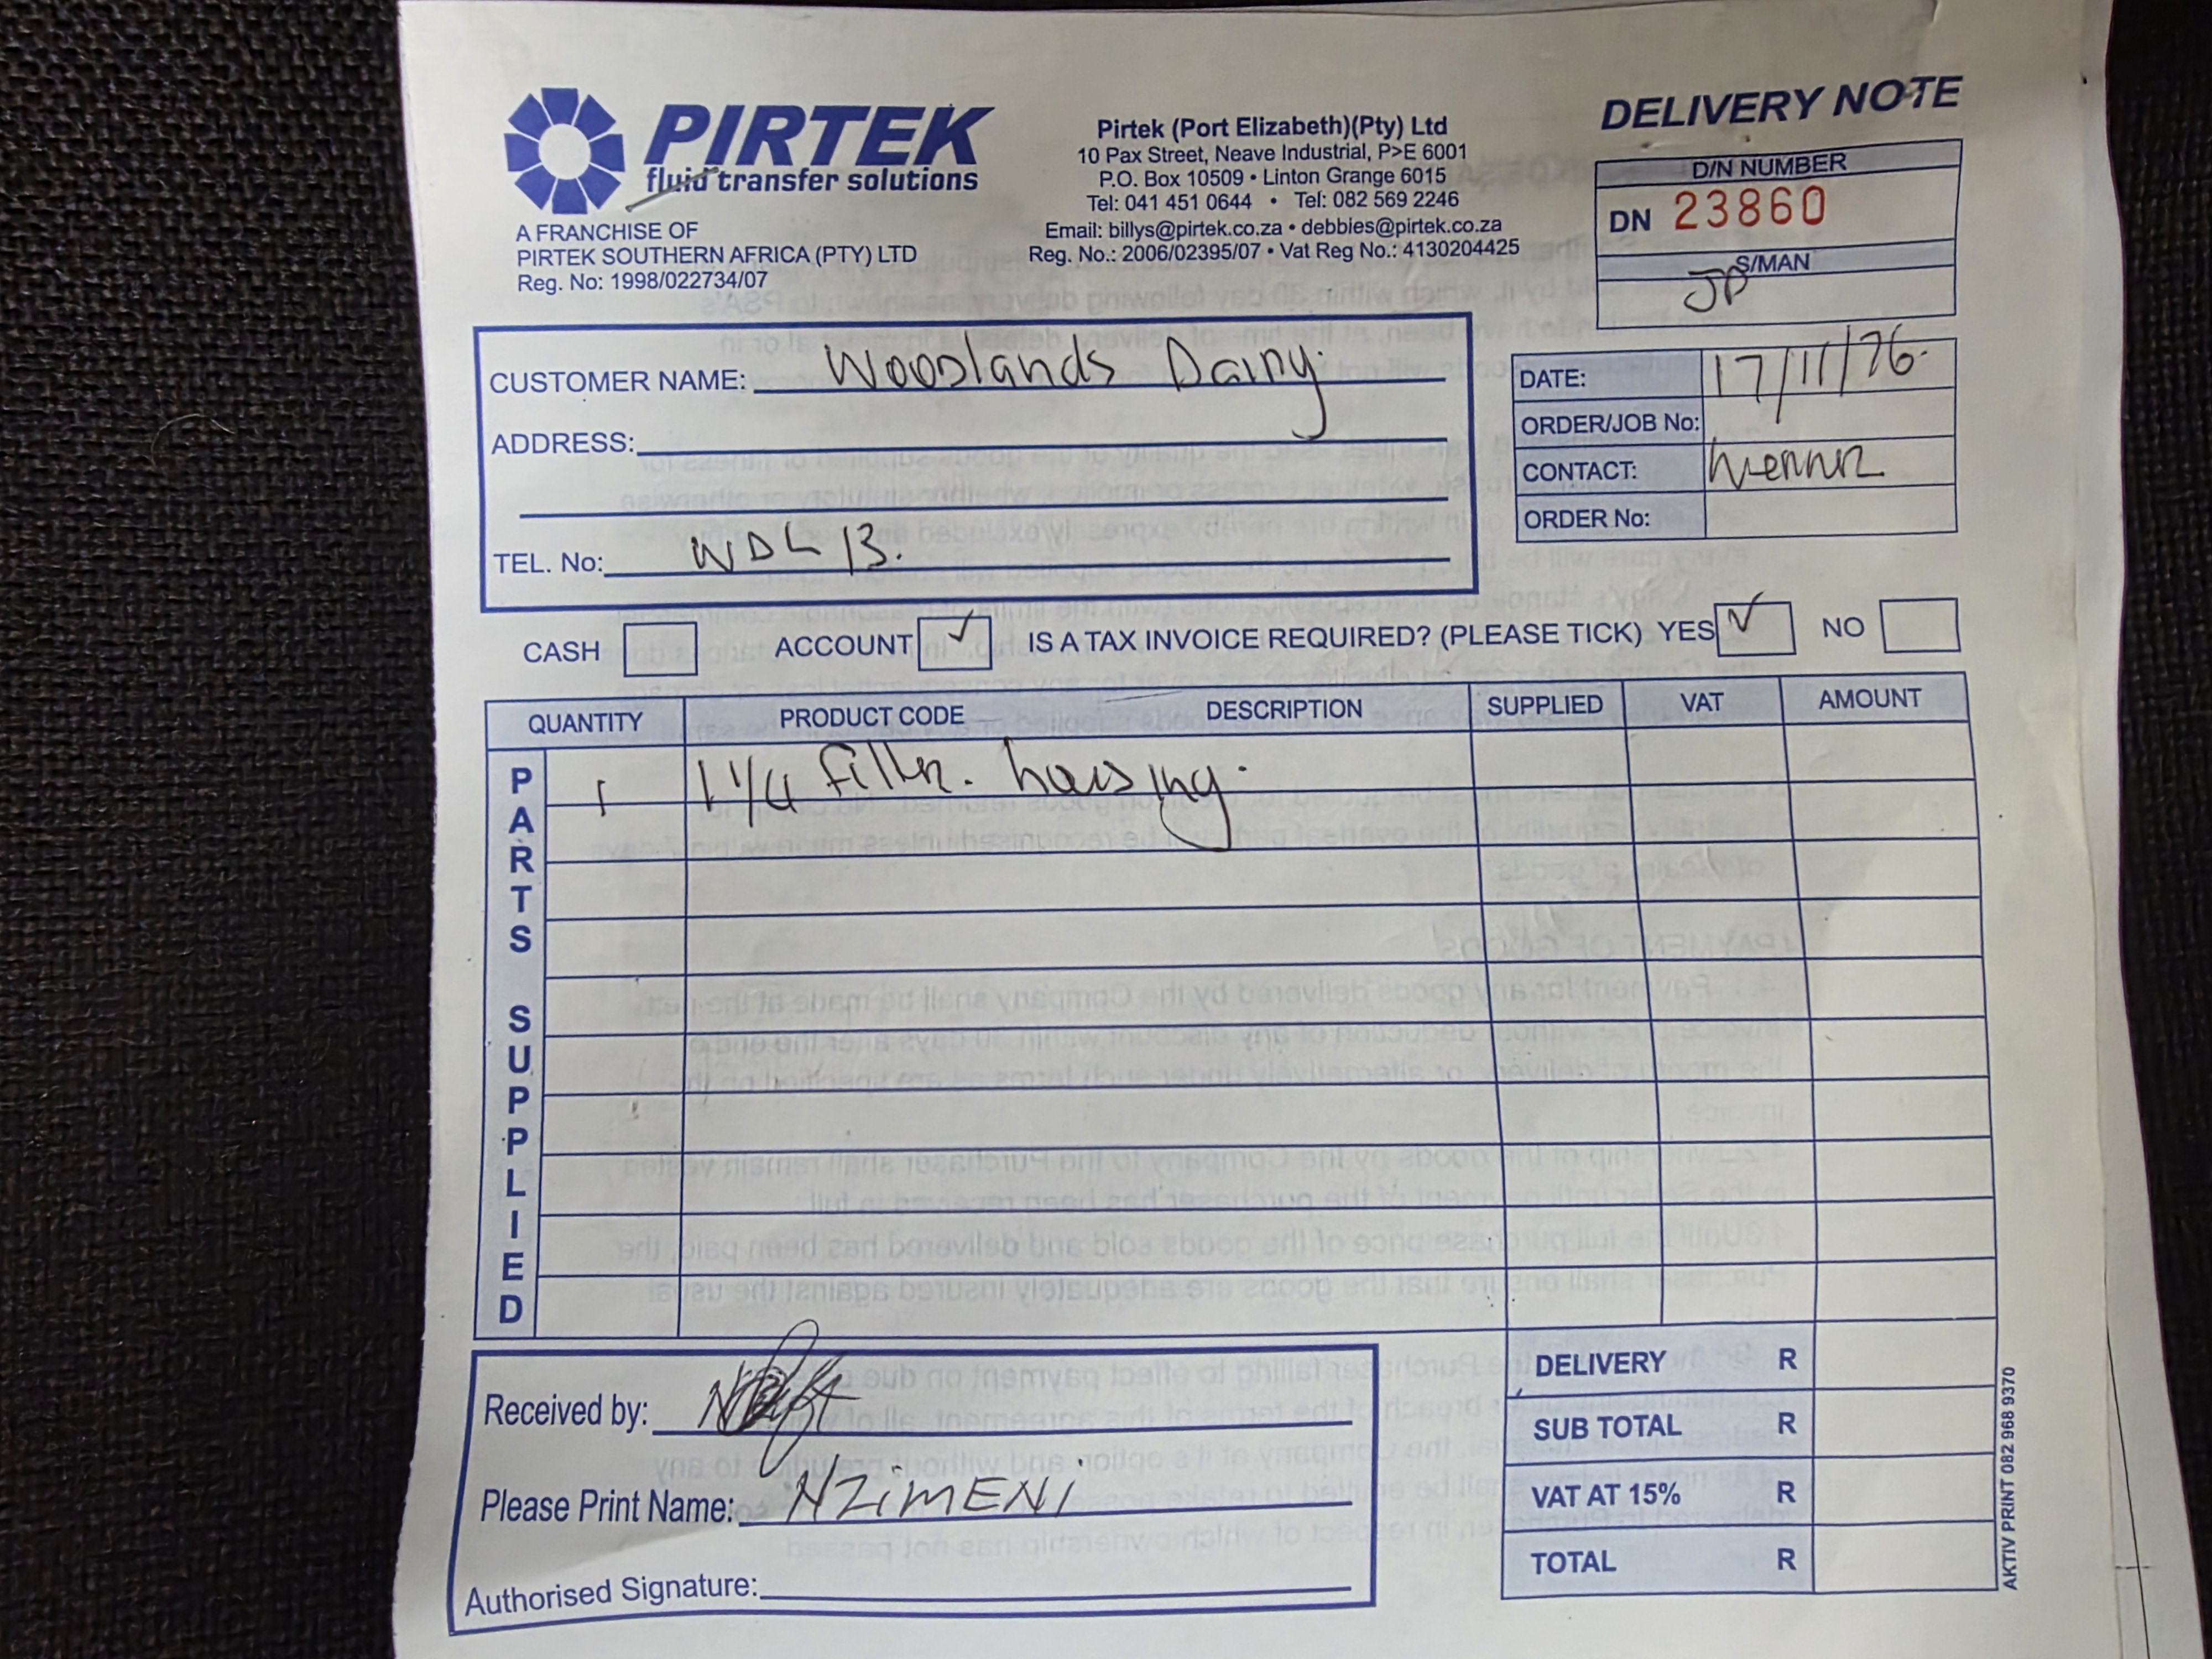 PIRTEK
fluid transfer solutions
A FRANCHISE OF
PIRTEK SOUTHERN AFRICA (PTY) LTD
Reg. No: 1998/022734/07
Pirtek (Port Elizabeth)(Pty) Ltd
10 Pax Street, Neave Industrial, P>E 6001
P.O. Box 10509 • Linton Grange 6015
Tel: 041 451 0644 • Tel: 082 569 2246
Email: billys@pirtek.co.za • debbies@pirtek.co.za
Reg. No.: 2006/02395/07 • Vat Reg No.: 4130204425
DELIVERY NOTE
D/N NUMBER
DN 23860
S/MAN
JP
CUSTOMER NAME: Woodlands Dairy
ADDRESS:
TEL. No: WDL 13.
DATE: 17/11/26.
ORDER/JOB No:
CONTACT:
ORDER No:
CASH ACCOUNT ✓ IS A TAX INVOICE REQUIRED? (PLEASE TICK) YES ✓ NO
QUANTITY PRODUCT CODE DESCRIPTION SUPPLIED VAT AMOUNT
PARTS SUPPLIED
1 1 1/4 filter. housing.
DELIVERY R
SUB TOTAL R
VAT AT 15% R
TOTAL R
Received by:
Please Print Name: NZIMENI
Authorised Signature:
AKTIV PRINT 082 968 9370